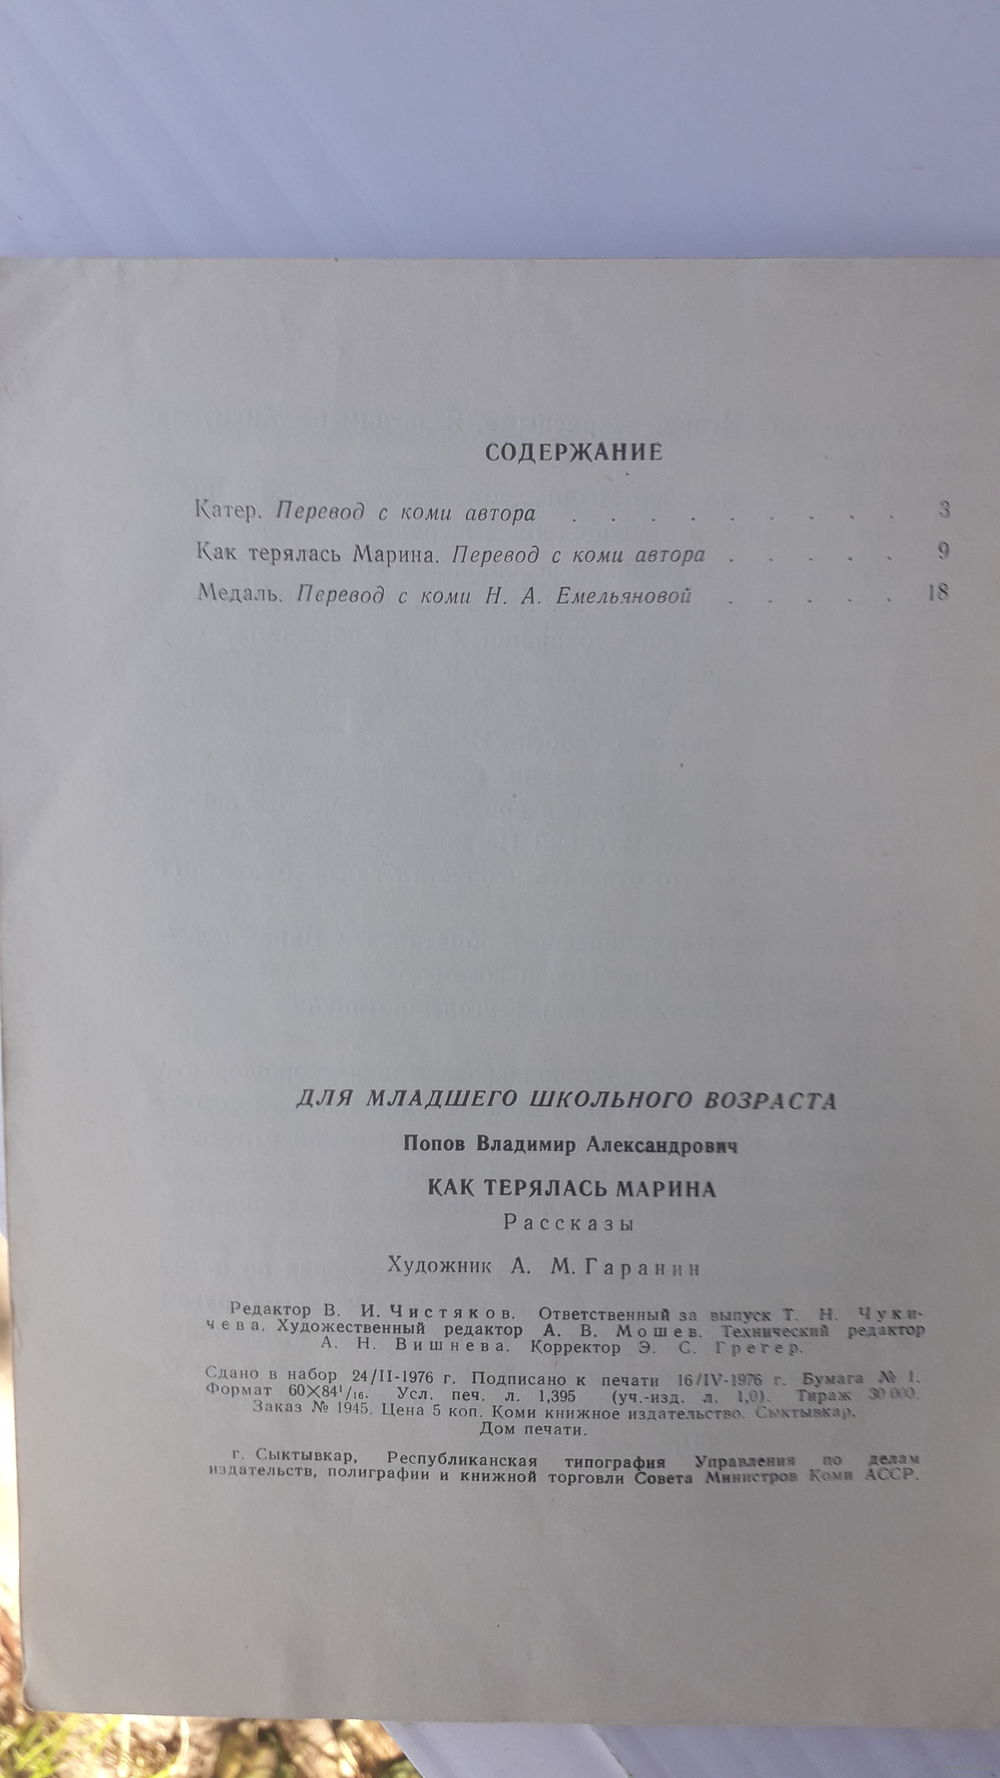 СОДЕРЖАНИЕ
Катер. Перевод с коми автора . . . . . . . . . 3
Как терялась Марина. Перевод с коми автора . . . . . 9
Медаль. Перевод с коми Н. А. Емельяновой . . . . . 18
ДЛЯ МЛАДШЕГО ШКОЛЬНОГО ВОЗРАСТА
Попов Владимир Александрович
КАК ТЕРЯЛАСЬ МАРИНА
Рассказы
Художник А. М. Гаранин
Редактор В. И. Чистяков. Ответственный за выпуск Т. Н. Чуки-
чева. Художественный редактор А. В. Мошев. Технический редактор
А. Н. Вишнева. Корректор Э. С. Грегер.
Сдано в набор 24/II-1976 г. Подписано к печати 16/IV-1976 г. Бумага № 1.
Формат 60×84¹/₁₆. Усл. печ. л. 1,395 (уч.-изд. л. 1,0). Тираж 30 000.
Заказ № 1945. Цена 5 коп. Коми книжное издательство. Сыктывкар,
Дом печати.
г. Сыктывкар, Республиканская типография Управления по делам
издательств, полиграфии и книжной торговли Совета Министров Коми АССР.